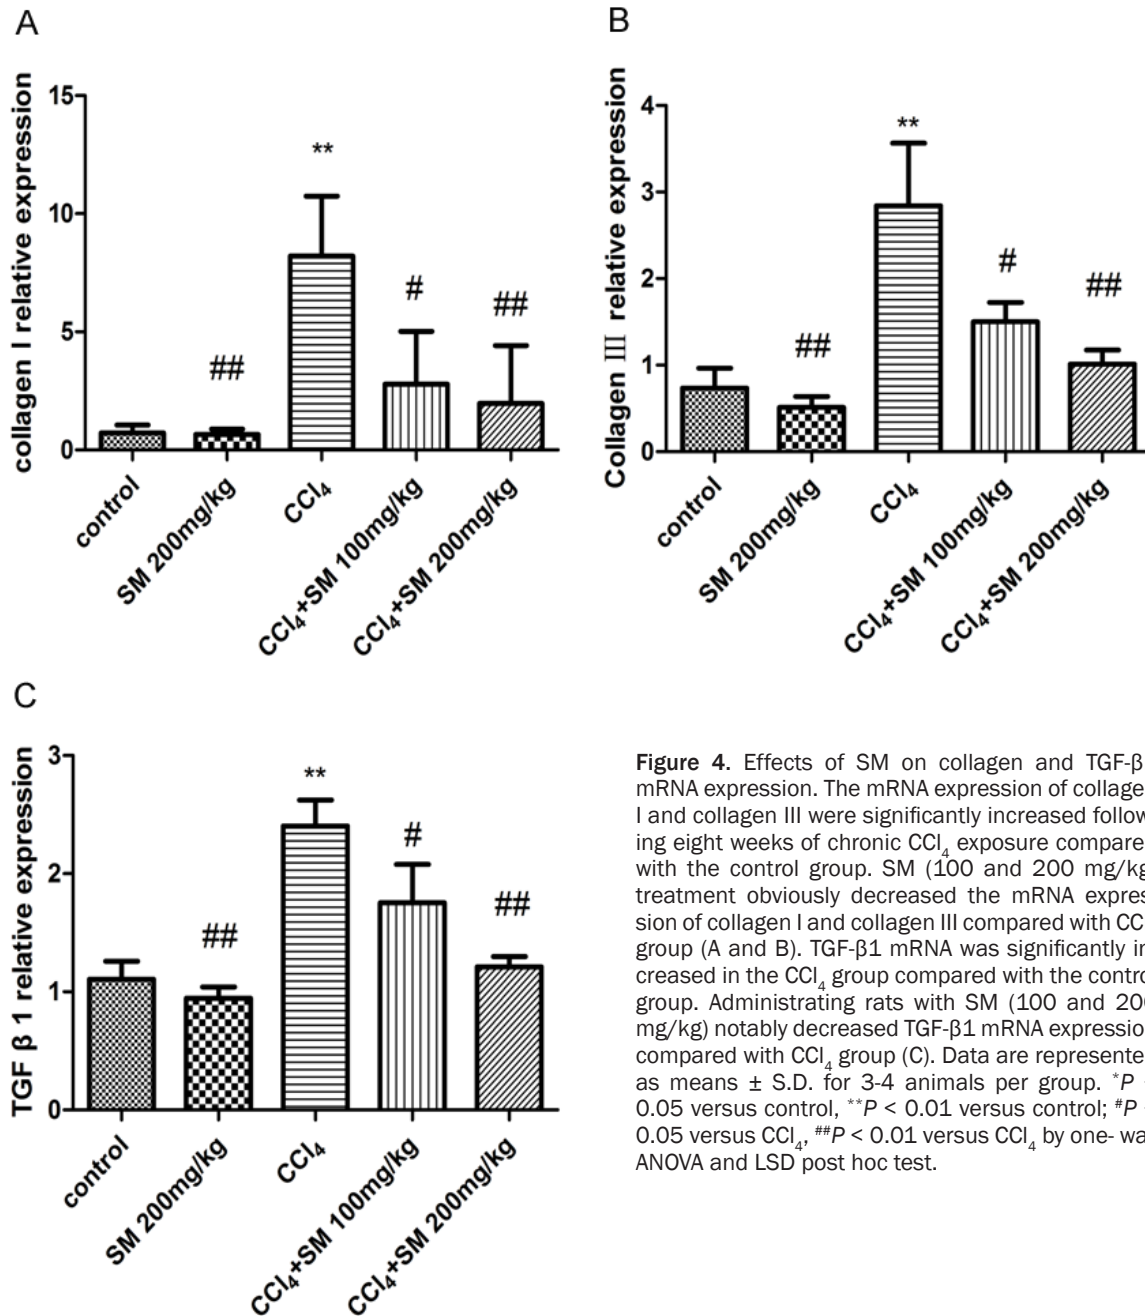 A
collagen I relative expression
15
10
5
0
**
#
##
##
control
SM 200mg/kg
CCl₄
CCl₄+SM 100mg/kg
CCl₄+SM 200mg/kg
B
Collagen III relative expression
4
3
2
1
0
**
#
##
##
control
SM 200mg/kg
CCl₄
CCl₄+SM 100mg/kg
CCl₄+SM 200mg/kg
C
TGF β 1 relative expression
3
2
1
0
**
#
##
##
control
SM 200mg/kg
CCl₄
CCl₄+SM 100mg/kg
CCl₄+SM 200mg/kg
Figure 4. Effects of SM on collagen and TGF-β
mRNA expression. The mRNA expression of collage
I and collagen III were significantly increased follow
ing eight weeks of chronic CCl₄ exposure compare
with the control group. SM (100 and 200 mg/kg
treatment obviously decreased the mRNA expres
sion of collagen I and collagen III compared with CC
group (A and B). TGF-β1 mRNA was significantly in
creased in the CCl₄ group compared with the contro
group. Administrating rats with SM (100 and 200
mg/kg) notably decreased TGF-β1 mRNA expression
compared with CCl₄ group (C). Data are represente
as means ± S.D. for 3-4 animals per group. *P <
0.05 versus control, **P < 0.01 versus control; #P <
0.05 versus CCl₄, ##P < 0.01 versus CCl₄ by one- wa
ANOVA and LSD post hoc test.